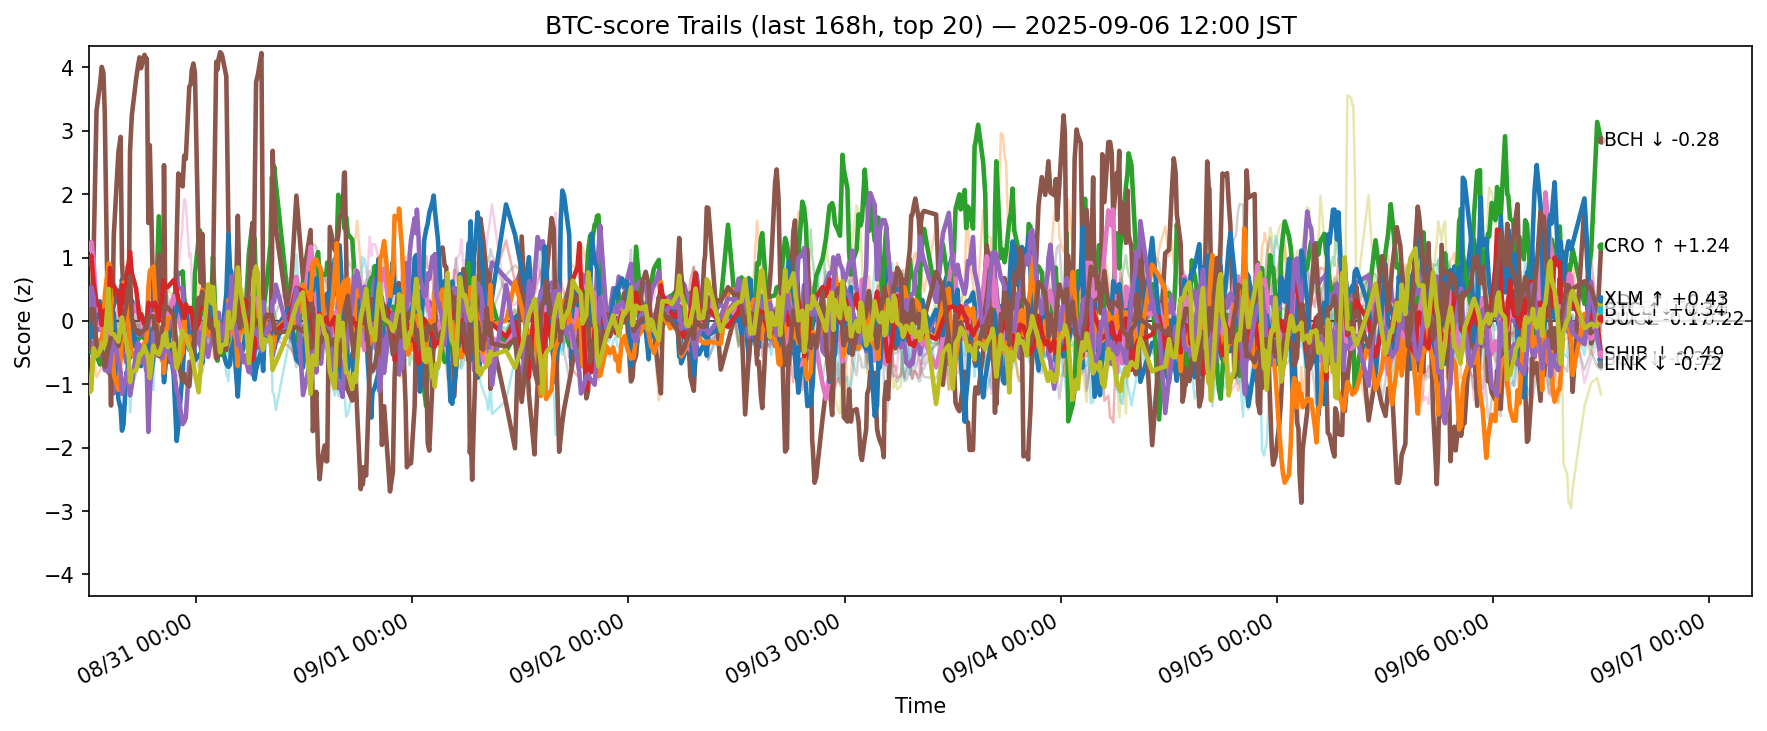 BTC-score Trails (last 168h, top 20) — 2025-09-06 12:00 JST
Score (z)
4
3
2
1
0
−1
−2
−3
−4
BCH ↓ -0.28
CRO ↑ +1.24
XLM ↑ +0.43
SHIB ↓ -0.49
LINK ↓ -0.72
08/31 00:00
09/01 00:00
09/02 00:00
09/03 00:00
09/04 00:00
09/05 00:00
09/06 00:00
09/07 00:00
Time